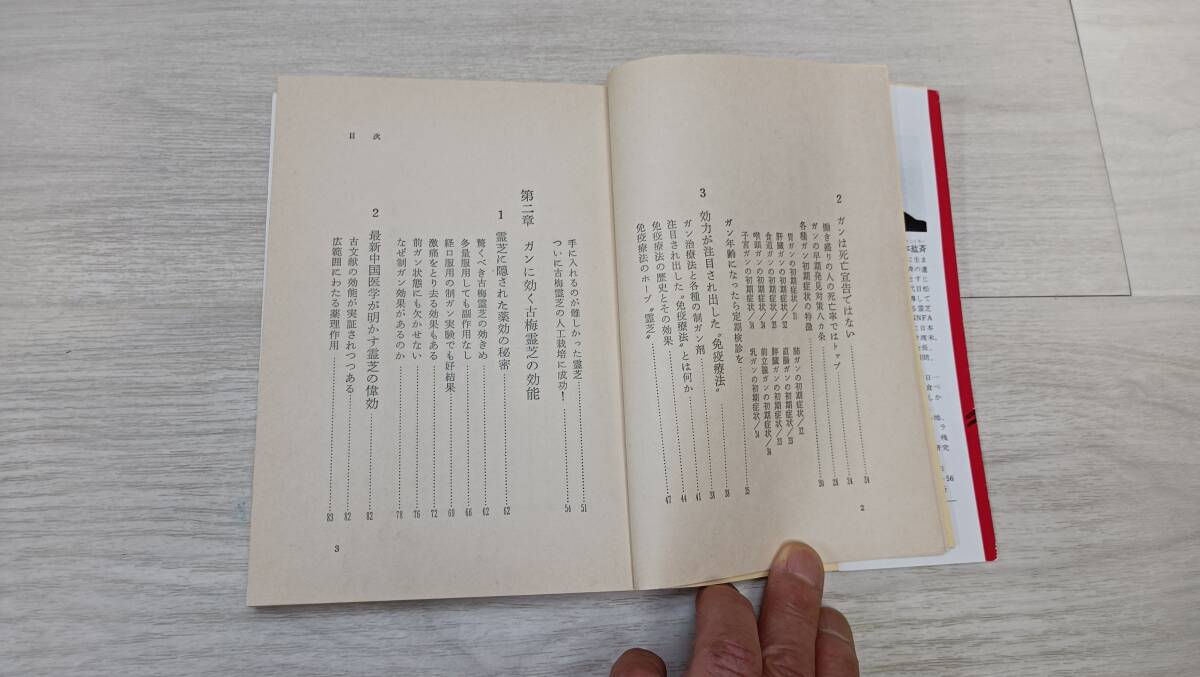 2 ガンは死亡宣告ではない……24
働き盛りの人の死亡率ではトップ……24
ガンの早期発見対策八カ条……28
各種ガン初期症状の特徴……30
胃ガンの初期症状/31
肺ガンの初期症状/32
肝臓ガンの初期症状/32
直腸ガンの初期症状/33
食道ガンの初期症状/33
膵臓ガンの初期症状/33
喉頭ガンの初期症状/34
前立腺ガンの初期症状/34
子宮ガンの初期症状/34
乳ガンの初期症状/34
ガン年齢になったら定期検診を……35
3 効力が注目され出した〝免疫療法〟……38
ガン治療法と各種の制ガン剤……38
注目され出した〝免疫療法〟とは何か……41
免疫療法の歴史とその効果……44
免疫療法のホープ〝霊芝〟……47
2
目次
手に入れるのが難しかった霊芝……51
ついに古梅霊芝の人工栽培に成功!……54
第二章 ガンに効く古梅霊芝の効能
1 霊芝に隠された薬効の秘密……62
驚くべき古梅霊芝の効きめ……62
多量服用しても副作用なし……66
経口服用の制ガン実験でも好結果……69
激痛をとり去る効果もある……72
前ガン状態にも欠かせない……76
なぜ制ガン効果があるのか……78
2 最新中国医学が明かす霊芝の偉効……82
古文献の効能が実証されつつある……82
広範囲にわたる薬理作用……83
3